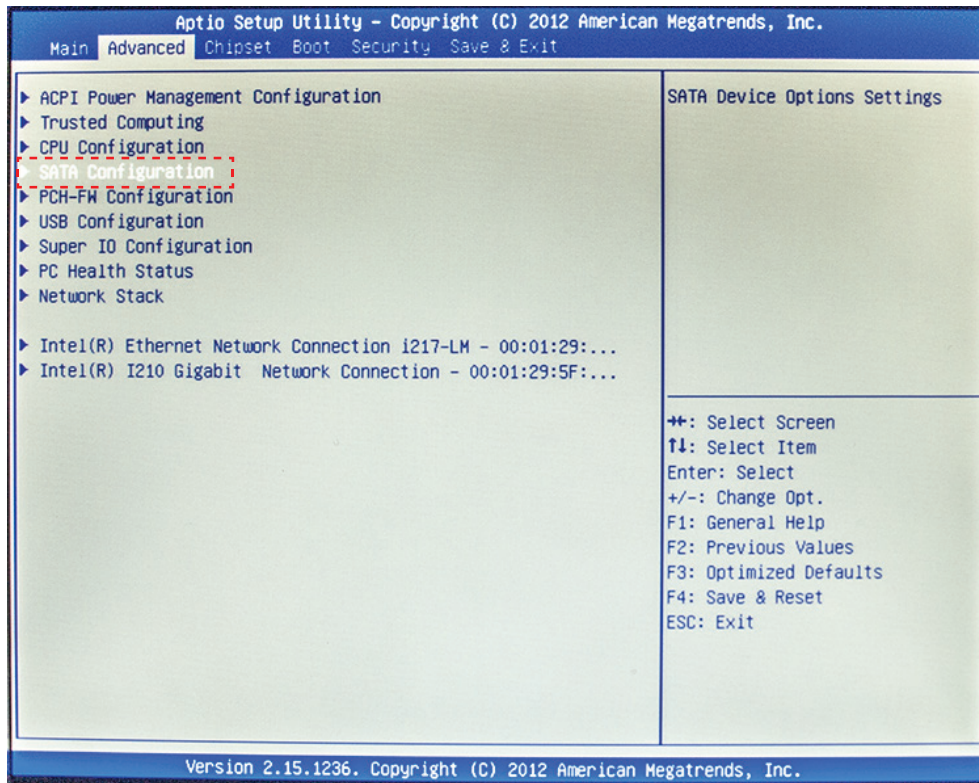 Aptio Setup Utility – Copyright (C) 2012 American Megatrends, Inc.
Main Advanced Chipset Boot Security Save & Exit
ACPI Power Management Configuration
Trusted Computing
CPU Configuration
SATA Configuration
PCH-FW Configuration
USB Configuration
Super IO Configuration
PC Health Status
Network Stack
Intel(R) Ethernet Network Connection i217-LM - 00:01:29:...
Intel(R) I210 Gigabit Network Connection - 00:01:29:5F:...
SATA Device Options Settings
→←: Select Screen
↑↓: Select Item
Enter: Select
+/-: Change Opt.
F1: General Help
F2: Previous Values
F3: Optimized Defaults
F4: Save & Reset
ESC: Exit
Version 2.15.1236. Copyright (C) 2012 American Megatrends, Inc.